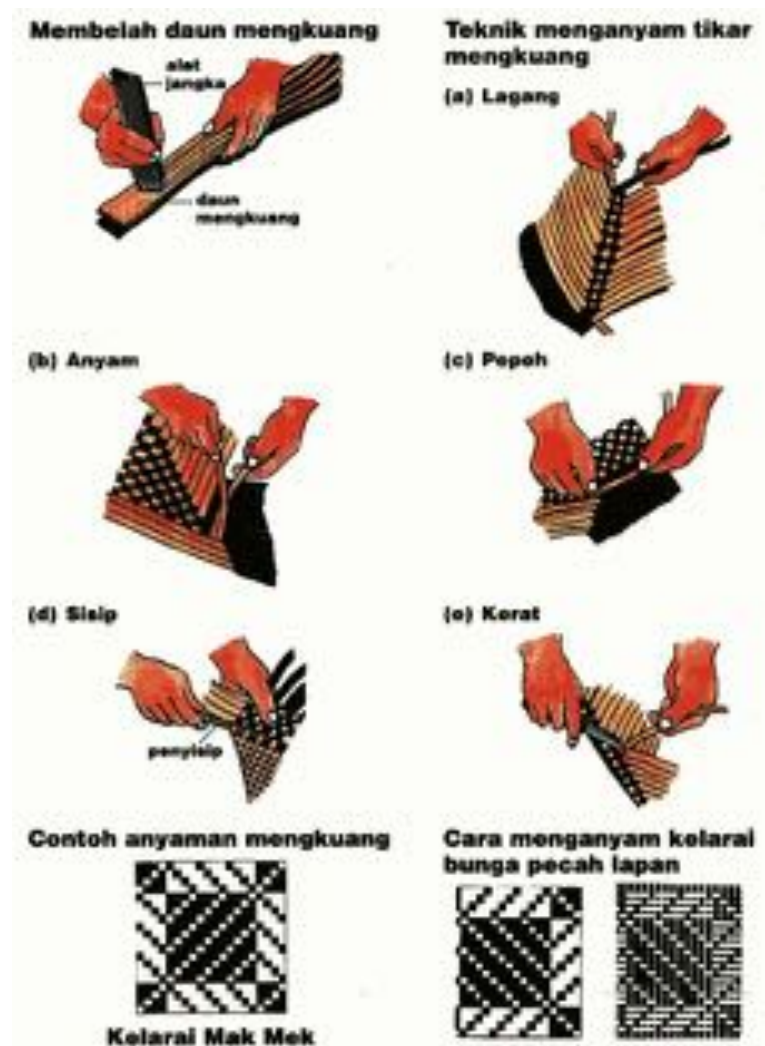 Membelah daun mengkuang
alat
jangka
daun
mengkuang
Teknik menganyam tikar
mengkuang
(a) Lagang
(b) Anyam
(c) Pepoh
(d) Sisip
penyisip
(e) Kerat
Contoh anyaman mengkuang
Kelarai Mak Mek
Cara menganyam kelarai
bunga pecah lapan